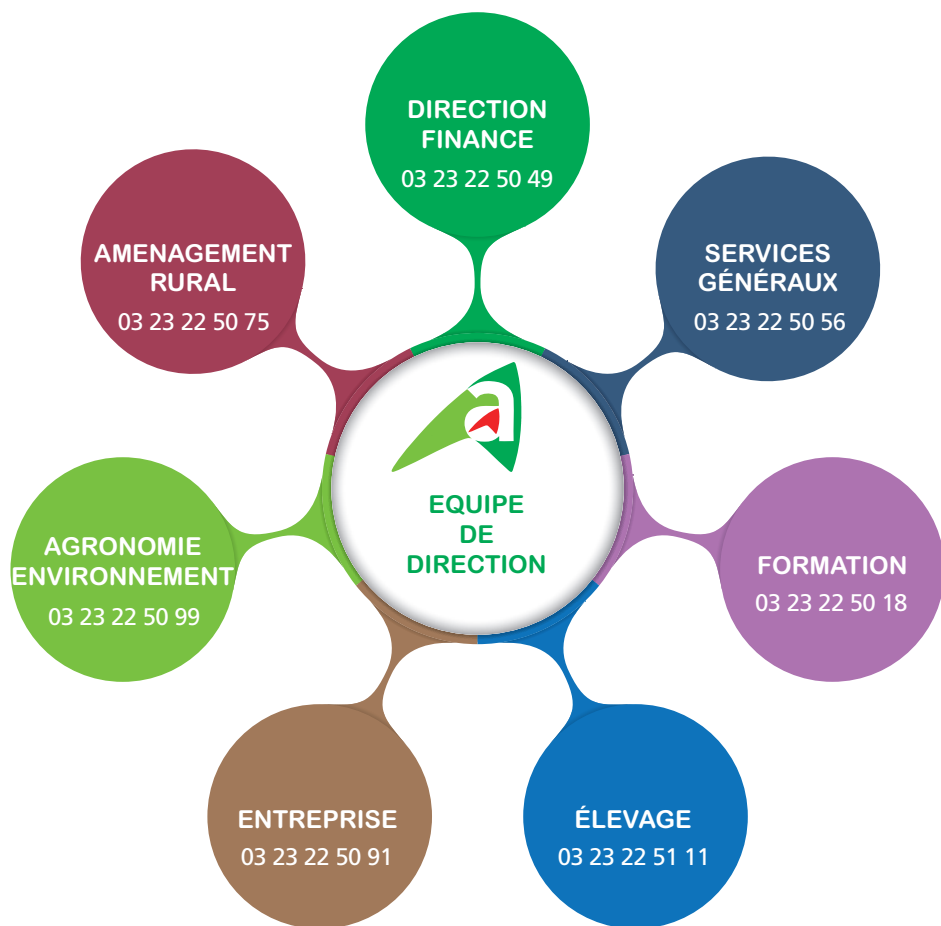 DIRECTION
FINANCE
03 23 22 50 49
SERVICES
GÉNÉRAUX
03 23 22 50 56
FORMATION
03 23 22 50 18
ÉLEVAGE
03 23 22 51 11
ENTREPRISE
03 23 22 50 91
AGRONOMIE
ENVIRONNEMENT
03 23 22 50 99
AMENAGEMENT
RURAL
03 23 22 50 75
a
EQUIPE
DE
DIRECTION